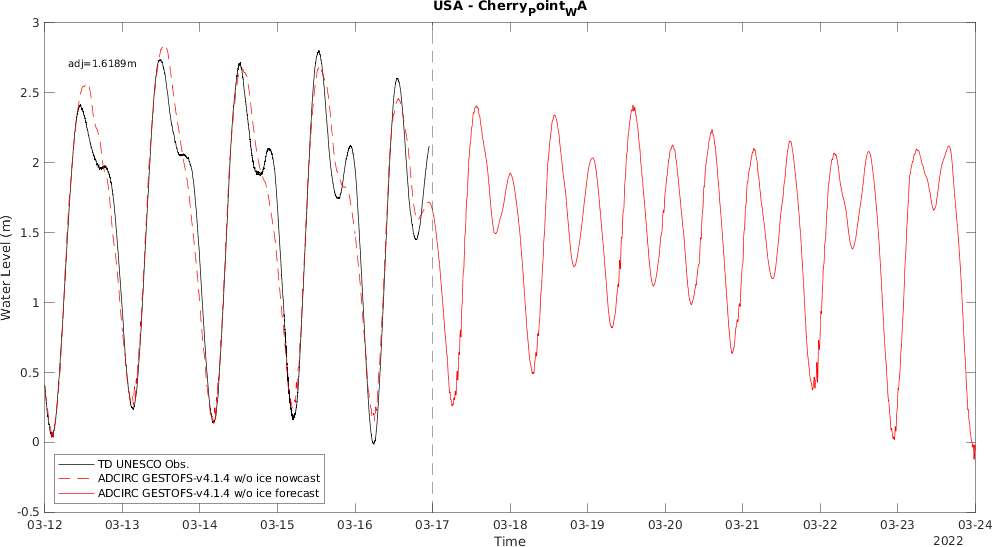 USA - CherryPointWA
adj=1.6189m
3
2.5
2
1.5
1
0.5
0
-0.5
Water Level (m)
TD UNESCO Obs.
ADCIRC GESTOFS-v4.1.4 w/o ice nowcast
ADCIRC GESTOFS-v4.1.4 w/o ice forecast
03-12 03-13 03-14 03-15 03-16 03-17 03-18 03-19 03-20 03-21 03-22 03-23 03-24
Time
2022